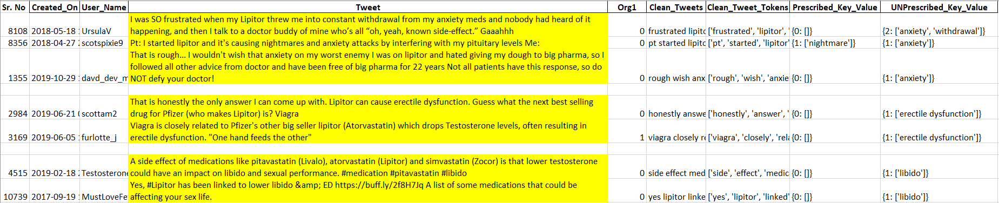 Sr. No Created_On User_Name Tweet Org1 Clean_Tweets Clean_Tweet_Tokens Prescribed_Key_Value UNPrescribed_Key_Value
I was SO frustrated when my Lipitor threw me into constant withdrawal from my anxiety meds and nobody had heard of it
8108 2018-05-18 1 UrsulaV happening, and then I talk to a doctor buddy of mine who's all “oh, yeah, known side-effect.” Gaaahhh 0 frustrated lipito ['frustrated', 'lipitor', ' {0: []} {2: ['anxiety', 'withdrawal']}
8356 2018-04-27 2 scotspixie9 Pt: I started lipitor and it's causing nightmares and anxiety attacks by interfering with my pituitary levels Me: 0 pt started lipito ['pt', 'started', 'lipitor' {1: ['nightmare']} {1: ['anxiety']}
That is rough... I wouldn't wish that anxiety on my worst enemy I was on lipitor and hated giving my dough to big pharma, so I
followed all other advice from doctor and have been free of big pharma for 22 years Not all patients have this response, so do
1355 2019-10-29 1 davd_dev_m NOT defy your doctor! 0 rough wish anx ['rough', 'wish', 'anxie {0: []} {1: ['anxiety']}
That is honestly the only answer I can come up with. Lipitor can cause erectile dysfunction. Guess what the next best selling
2984 2019-06-21 0 scottam2 drug for Pfizer (who makes Lipitor) is? Viagra 0 honestly answe ['honestly', 'answer', ' {0: []} {1: ['erectile dysfunction']}
Viagra is closely related to Pfizer's other big seller lipitor (Atorvastatin) which drops Testosterone levels, often resulting in
3169 2019-06-05 1 furlotte_j erectile dysfunction. "One hand feeds the other" 1 viagra closely re ['viagra', 'closely', 'rela {0: []} {1: ['erectile dysfunction']}
A side effect of medications like pitavastatin (Livalo), atorvastatin (Lipitor) and simvastatin (Zocor) is that lower testosterone
4515 2019-02-18 2 Testosterone could have an impact on libido and sexual performance. #medication #pitavastatin #libido 0 side effect med ['side', 'effect', 'medic {0: []} {1: ['libido']}
Yes, #Lipitor has been linked to lower libido &amp; ED https://buff.ly/2f8H7Jq A list of some medications that could be
10739 2017-09-19 1 MustLoveFe affecting your sex life. 0 yes lipitor linke ['yes', 'lipitor', 'linked' {0: []} {1: ['libido']}